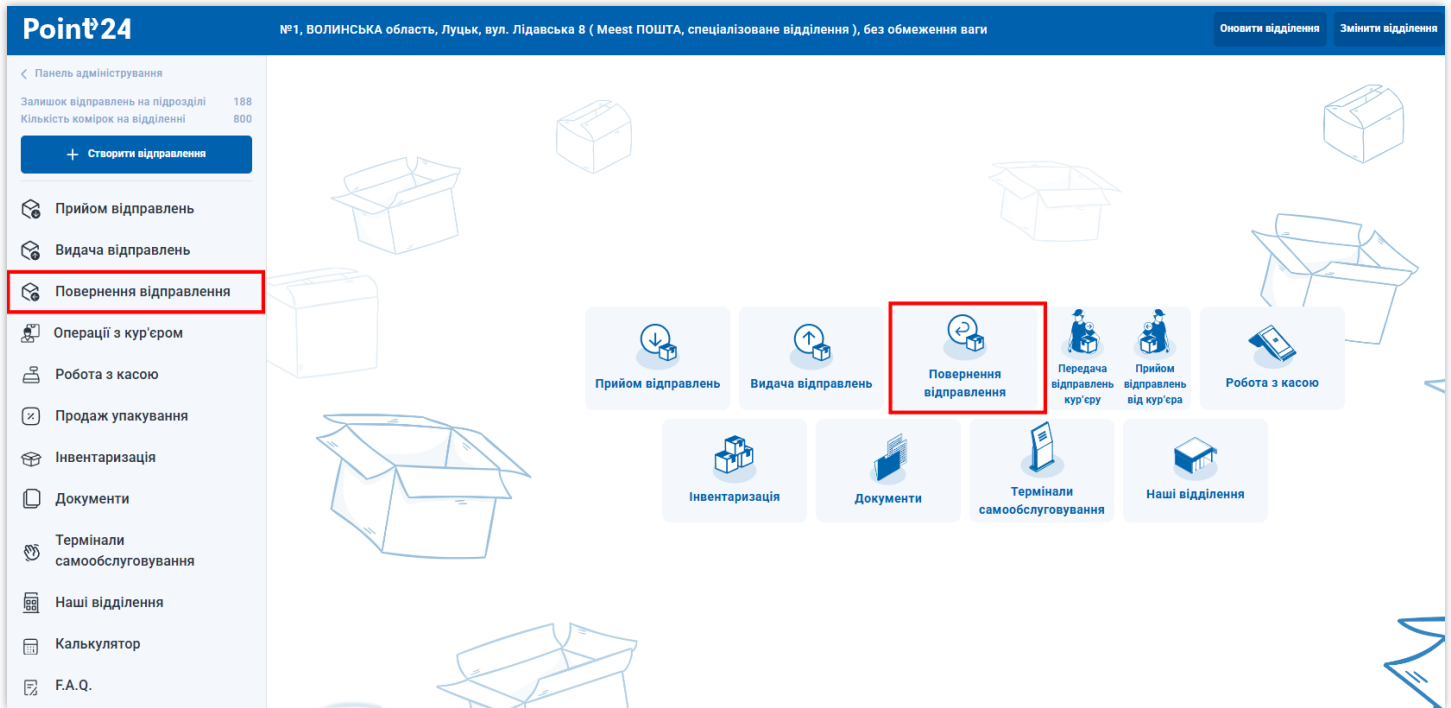 Point24
№1, ВОЛИНСЬКА область, Луцьк, вул. Лідавська 8 ( Meest ПОШТА, спеціалізоване відділення ), без обмеження ваги
Оновити відділення
Змінити відділення
Панель адміністрування
Залишок відправлень на підрозділі 188
Кількість комірок на відділенні 800
+ Створити відправлення
Прийом відправлень
Видача відправлень
Повернення відправлення
Операції з кур'єром
Робота з касою
Продаж упакування
Інвентаризація
Документи
Термінали
самообслуговування
Наші відділення
Калькулятор
F.A.Q.
Прийом відправлень
Видача відправлень
Повернення
відправлення
Передача
відправлень
кур'єру
Прийом
відправлень
від кур'єра
Робота з касою
Інвентаризація
Документи
Термінали
самообслуговування
Наші відділення